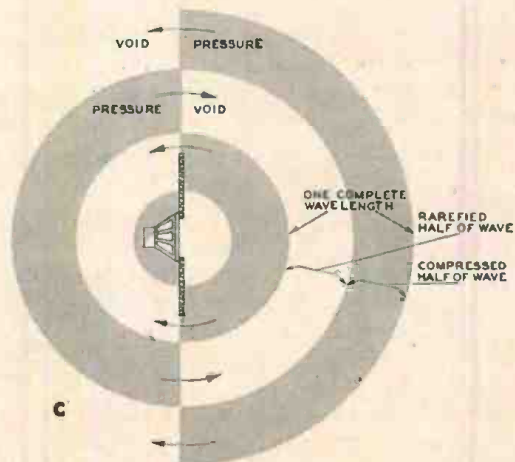 VOID PRESSURE
PRESSURE VOID
ONE COMPLETE
WAVELENGTH
RAREFIED
HALF OF WAVE
COMPRESSED
HALF OF WAVE
C